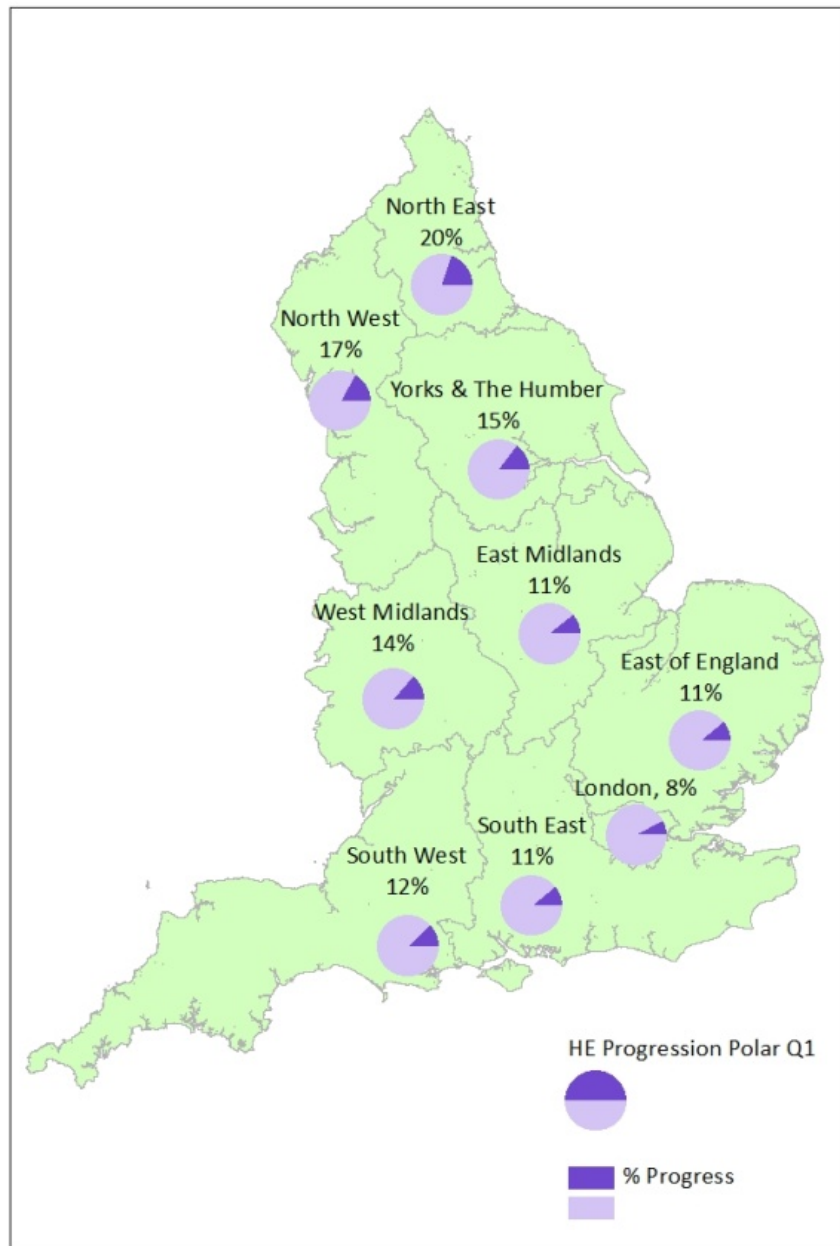 North East
20%
North West
17%
Yorks & The Humber
15%
East Midlands
11%
West Midlands
14%
East of England
11%
London, 8%
South East
11%
South West
12%
HE Progression Polar Q1
% Progress